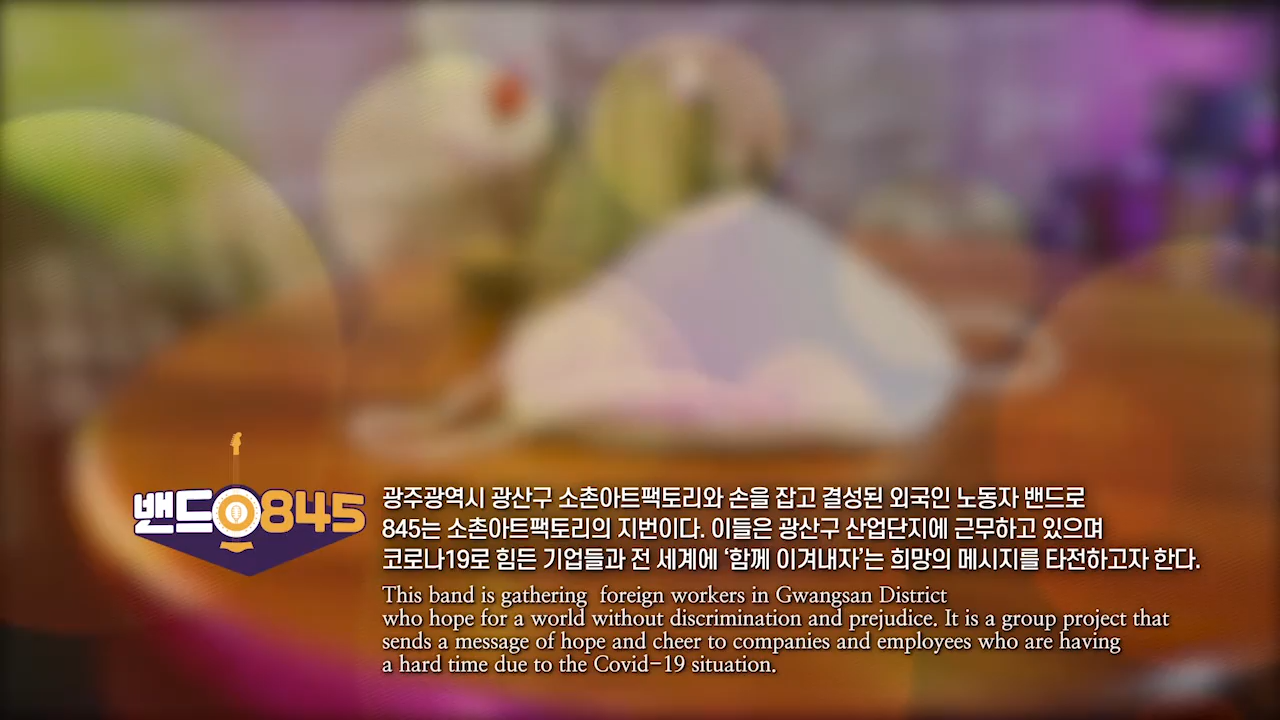 밴드 845
광주광역시 광산구 소촌아트팩토리와 손을 잡고 결성된 외국인 노동자 밴드로
845는 소촌아트팩토리의 지번이다. 이들은 광산구 산업단지에 근무하고 있으며
코로나19로 힘든 기업들과 전 세계에 ‘함께 이겨내자’는 희망의 메시지를 타전하고자 한다.
This band is gathering  foreign workers in Gwangsan District
who hope for a world without discrimination and prejudice. It is a group project that
sends a message of hope and cheer to companies and employees who are having
a hard time due to the Covid-19 situation.